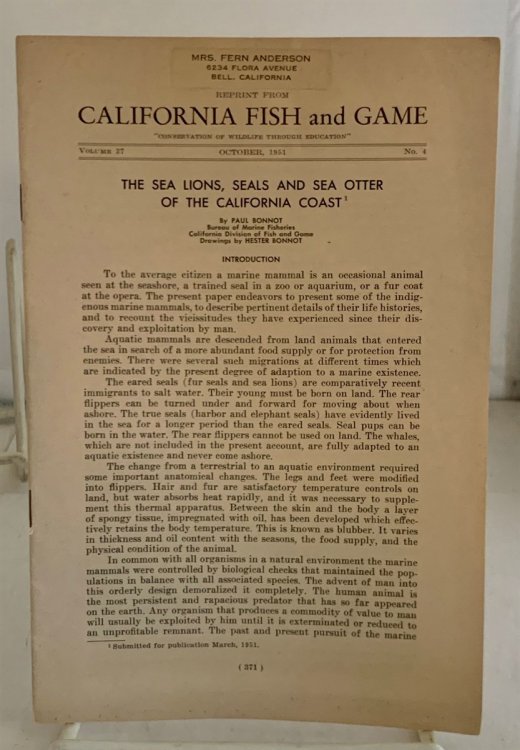 MRS. FERN ANDERSON
6234 FLORA AVENUE
BELL, CALIFORNIA
REPRINT FROM
CALIFORNIA FISH and GAME
"CONSERVATION OF WILDLIFE THROUGH EDUCATION"
VOLUME 37 OCTOBER, 1951 No. 4
THE SEA LIONS, SEALS AND SEA OTTER
OF THE CALIFORNIA COAST¹
By PAUL BONNOT
Bureau of Marine Fisheries
California Division of Fish and Game
Drawings by HESTER BONNOT
INTRODUCTION
To the average citizen a marine mammal is an occasional animal
seen at the seashore, a trained seal in a zoo or aquarium, or a fur coat
at the opera. The present paper endeavors to present some of the indig-
enous marine mammals, to describe pertinent details of their life histories,
and to recount the vicissitudes they have experienced since their dis-
covery and exploitation by man.
Aquatic mammals are descended from land animals that entered
the sea in search of a more abundant food supply or for protection from
enemies. There were several such migrations at different times which
are indicated by the present degree of adaption to a marine existence.
The eared seals (fur seals and sea lions) are comparatively recent
immigrants to salt water. Their young must be born on land. The rear
flippers can be turned under and forward for moving about when
ashore. The true seals (harbor and elephant seals) have evidently lived
in the sea for a longer period than the eared seals. Seal pups can be
born in the water. The rear flippers cannot be used on land. The whales,
which are not included in the present account, are fully adapted to an
aquatic existence and never come ashore.
The change from a terrestrial to an aquatic environment required
some important anatomical changes. The legs and feet were modified
into flippers. Hair and fur are satisfactory temperature controls on
land, but water absorbs heat rapidly, and it was necessary to supple-
ment this thermal apparatus. Between the skin and the body a layer
of spongy tissue, impregnated with oil, has been developed which effec-
tively retains the body temperature. This is known as blubber. It varies
in thickness and oil content with the seasons, the food supply, and the
physical condition of the animal.
In common with all organisms in a natural environment the marine
mammals were controlled by biological checks that maintained the pop-
ulations in balance with all associated species. The advent of man into
this orderly design demoralized it completely. The human animal is
the most persistent and rapacious predator that has so far appeared
on the earth. Any organism that produces a commodity of value to man
will usually be exploited by him until it is exterminated or reduced to
an unprofitable remnant. The past and present pursuit of the marine
¹ Submitted for publication March, 1951.
( 371 )